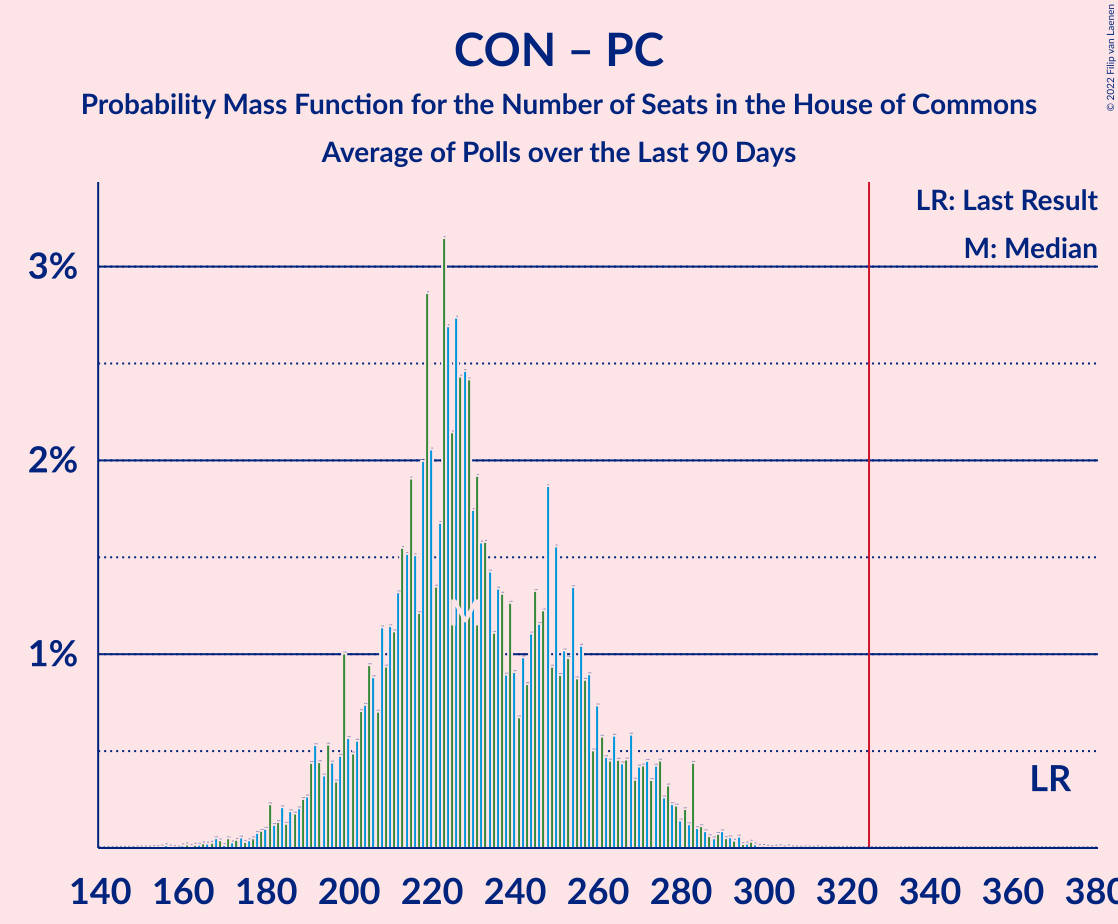 CON – PC
Probability Mass Function for the Number of Seats in the House of Commons
Average of Polls over the Last 90 Days
© 2022 Filip van Laenen
LR: Last Result
M: Median
3%
2%
1%
M
LR
140 160 180 200 220 240 260 280 300 320 340 360 380